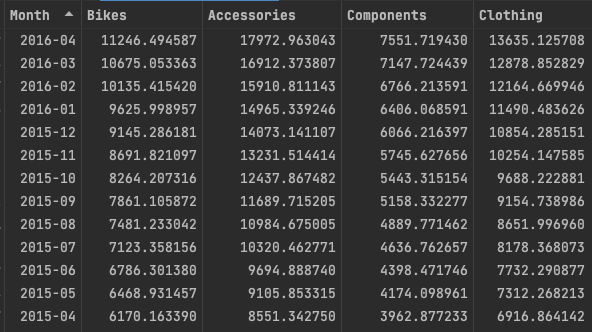 Month Bikes Accessories Components Clothing
2016-04 11246.494587 17972.963043 7551.719430 13635.125708
2016-03 10675.053363 16912.373807 7147.724439 12878.852829
2016-02 10135.415420 15910.811143 6766.213591 12164.669946
2016-01 9625.998957 14965.339246 6406.068591 11490.483626
2015-12 9145.286181 14073.141107 6066.216397 10854.285151
2015-11 8691.821097 13231.514414 5745.627656 10254.147585
2015-10 8264.207316 12437.867482 5443.315154 9688.222881
2015-09 7861.105872 11689.715205 5158.332277 9154.738986
2015-08 7481.233042 10984.675005 4889.771462 8651.996960
2015-07 7123.358156 10320.462771 4636.762657 8178.368073
2015-06 6786.301380 9694.888740 4398.471746 7732.290877
2015-05 6468.931457 9105.853315 4174.098961 7312.268213
2015-04 6170.163390 8551.342750 3962.877233 6916.864142